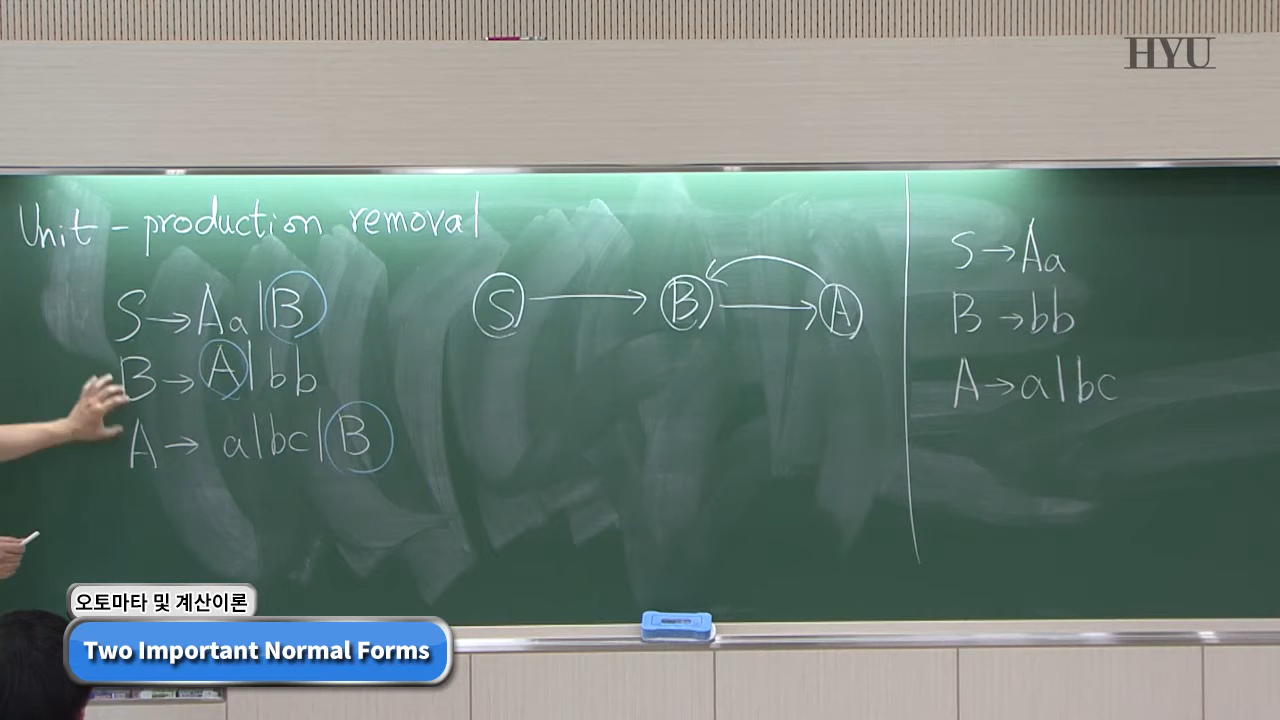 HYU
Unit - production removal
S → Aa | B
B → A | bb
A → a | bc | B
S B A
S → Aa
B → bb
A → a | bc
오토마타 및 계산이론
Two Important Normal Forms